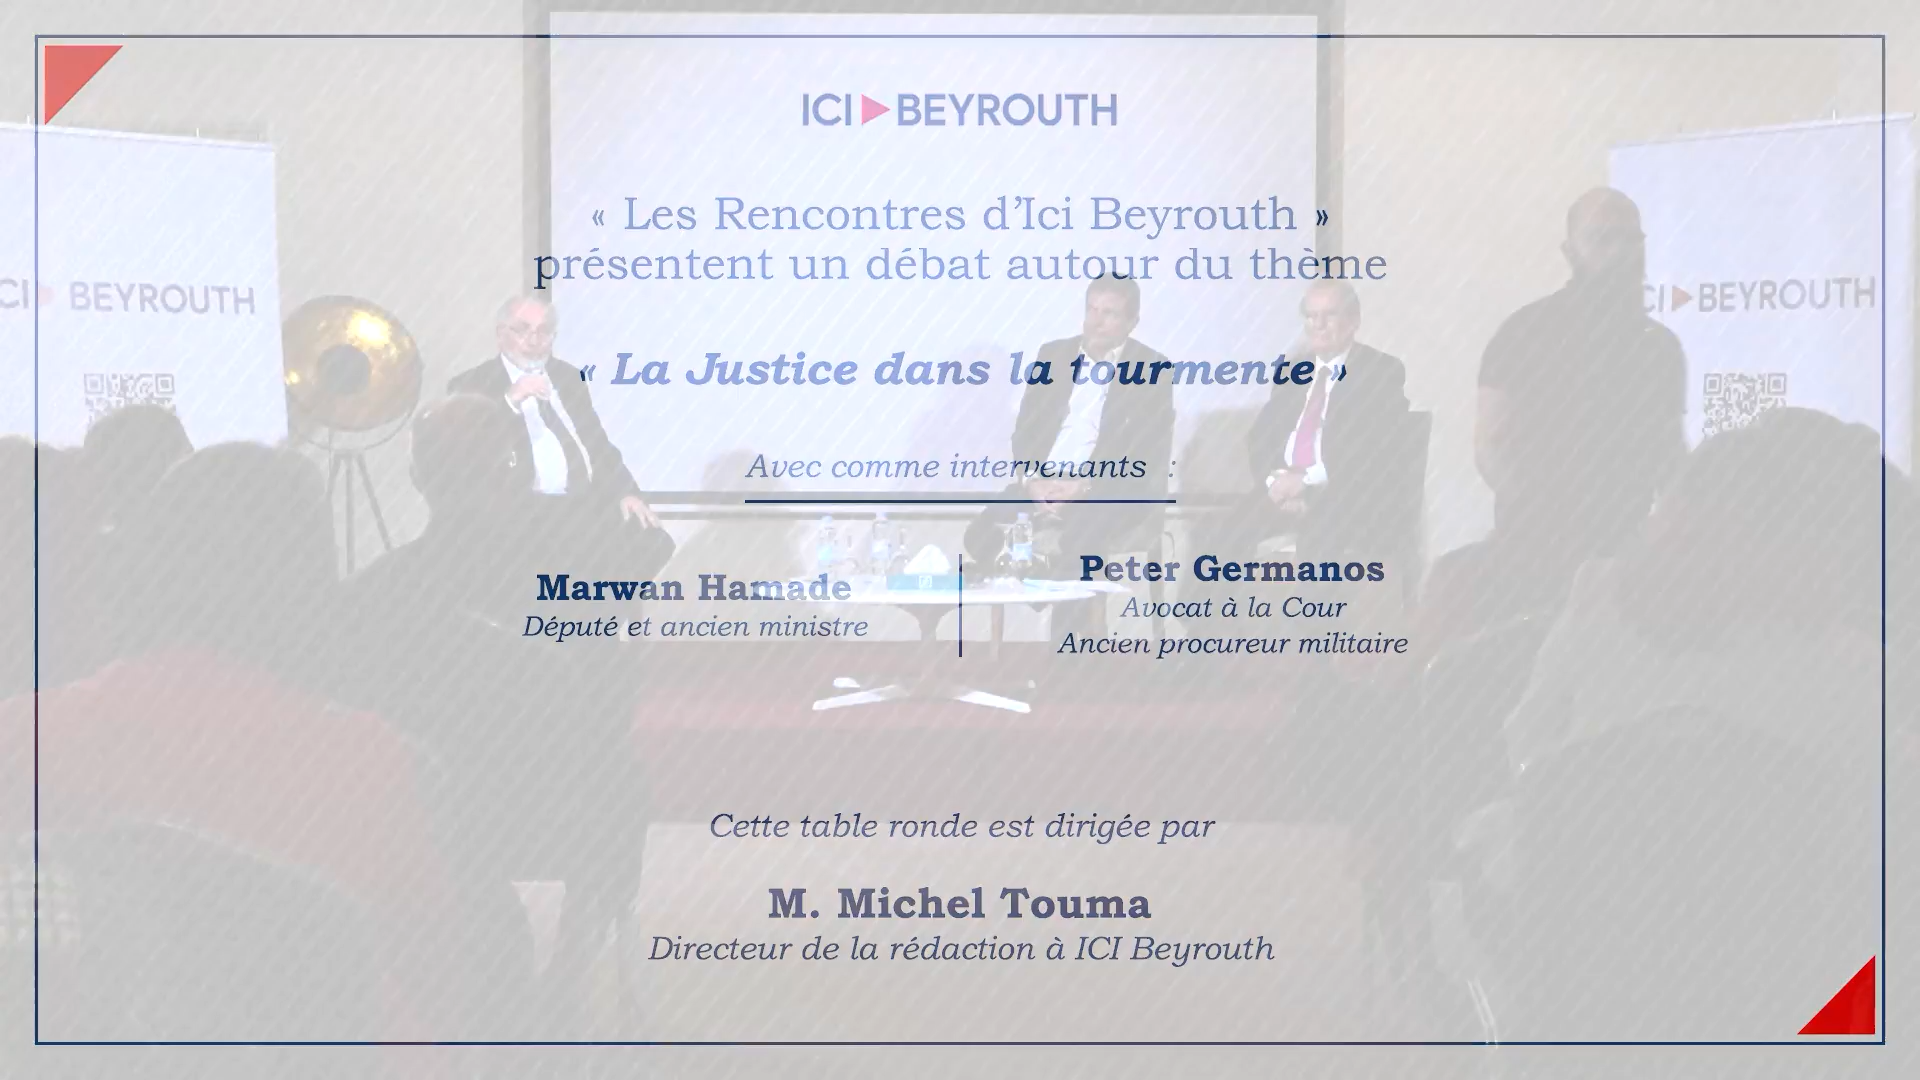 ICI BEYROUTH
« Les Rencontres d’Ici Beyrouth »
présentent un débat autour du thème
« La Justice dans la tourmente »
Avec comme intervenants :
Marwan Hamade
Député et ancien ministre
Peter Germanos
Avocat à la Cour
Ancien procureur militaire
Cette table ronde est dirigée par
M. Michel Touma
Directeur de la rédaction à ICI Beyrouth
CI BEYROUTH
CI BEYROUTH